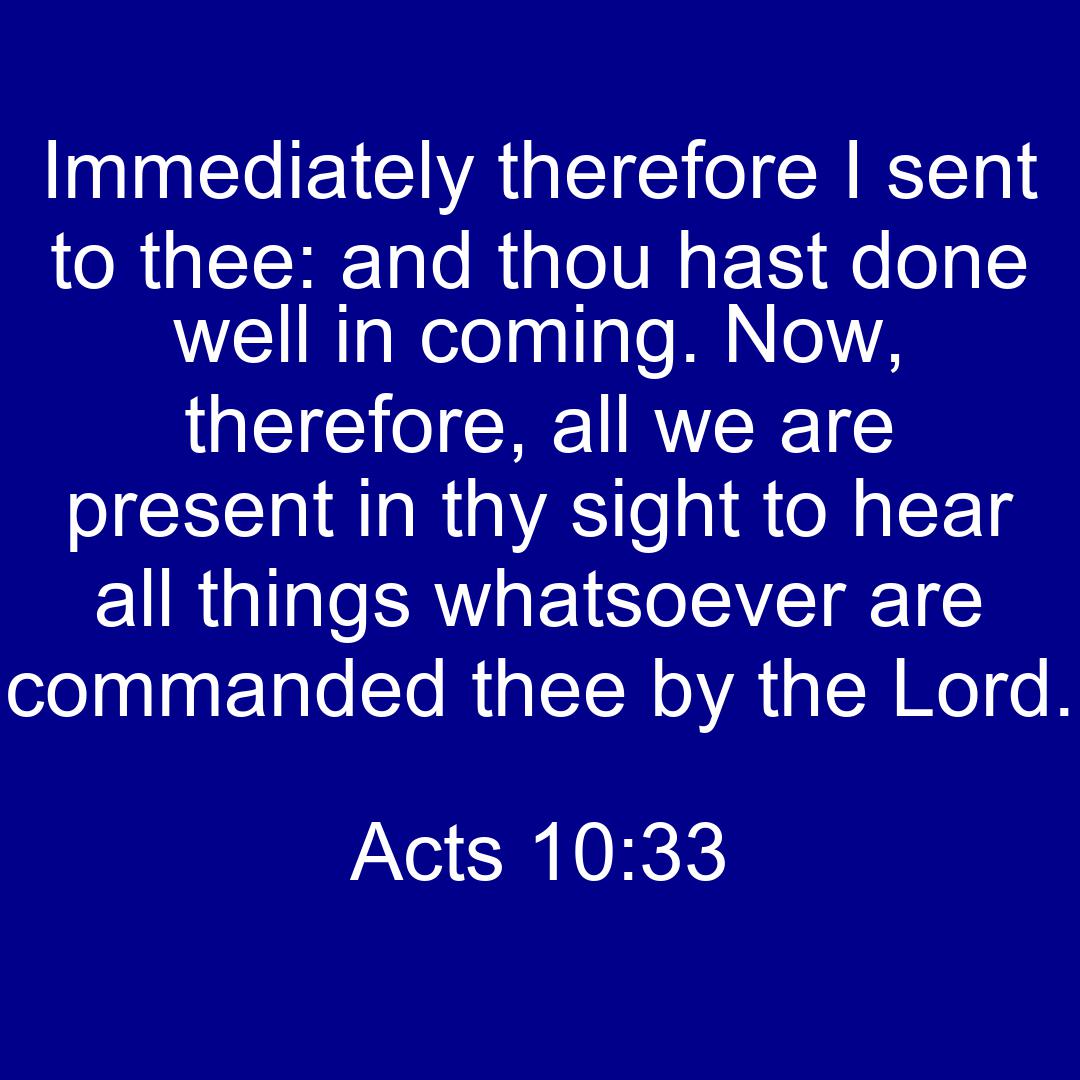 Immediately therefore I sent
to thee: and thou hast done
well in coming. Now,
therefore, all we are
present in thy sight to hear
all things whatsoever are
commanded thee by the Lord.
Acts 10:33